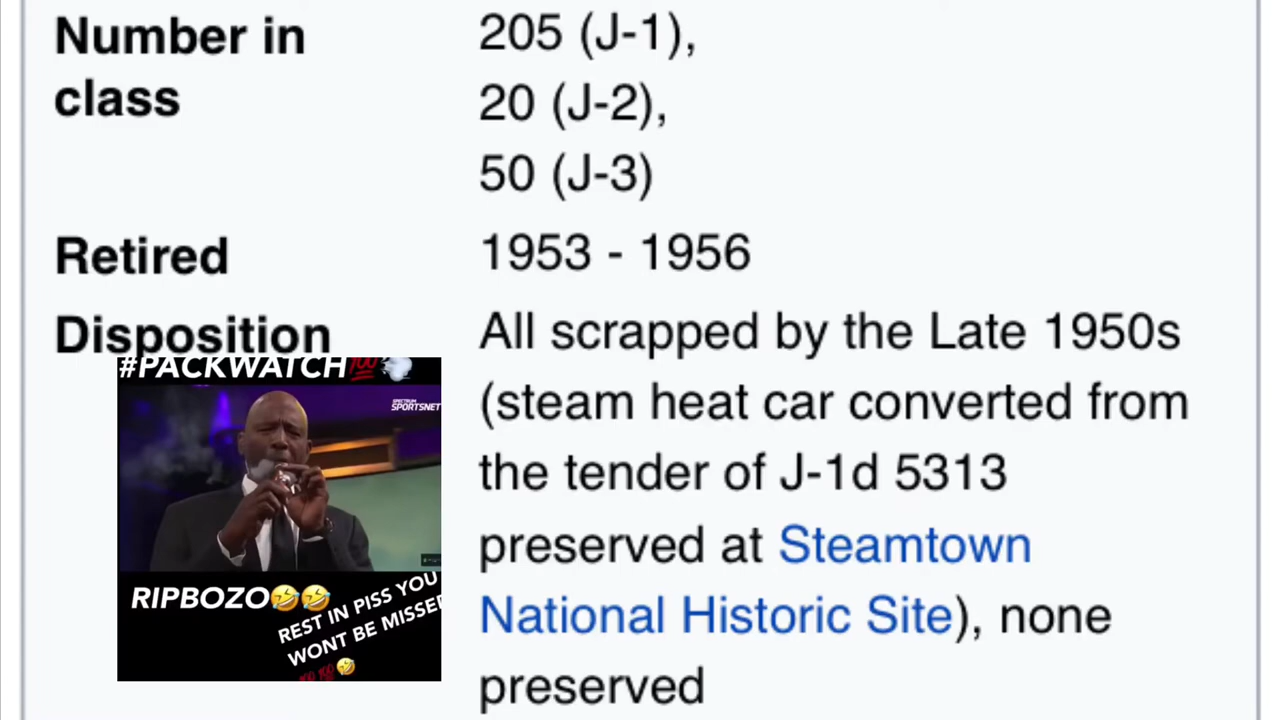 Number in
class
205 (J-1),
20 (J-2),
50 (J-3)
Retired
1953 - 1956
Disposition
All scrapped by the Late 1950s
(steam heat car converted from
the tender of J-1d 5313
preserved at Steamtown
National Historic Site), none
preserved
#PACKWATCH💯💨
SPECTRUM
SPORTSNET
RIPBOZO🤣🤣
REST IN PISS YOU
WONT BE MISSED
💯💯🤣